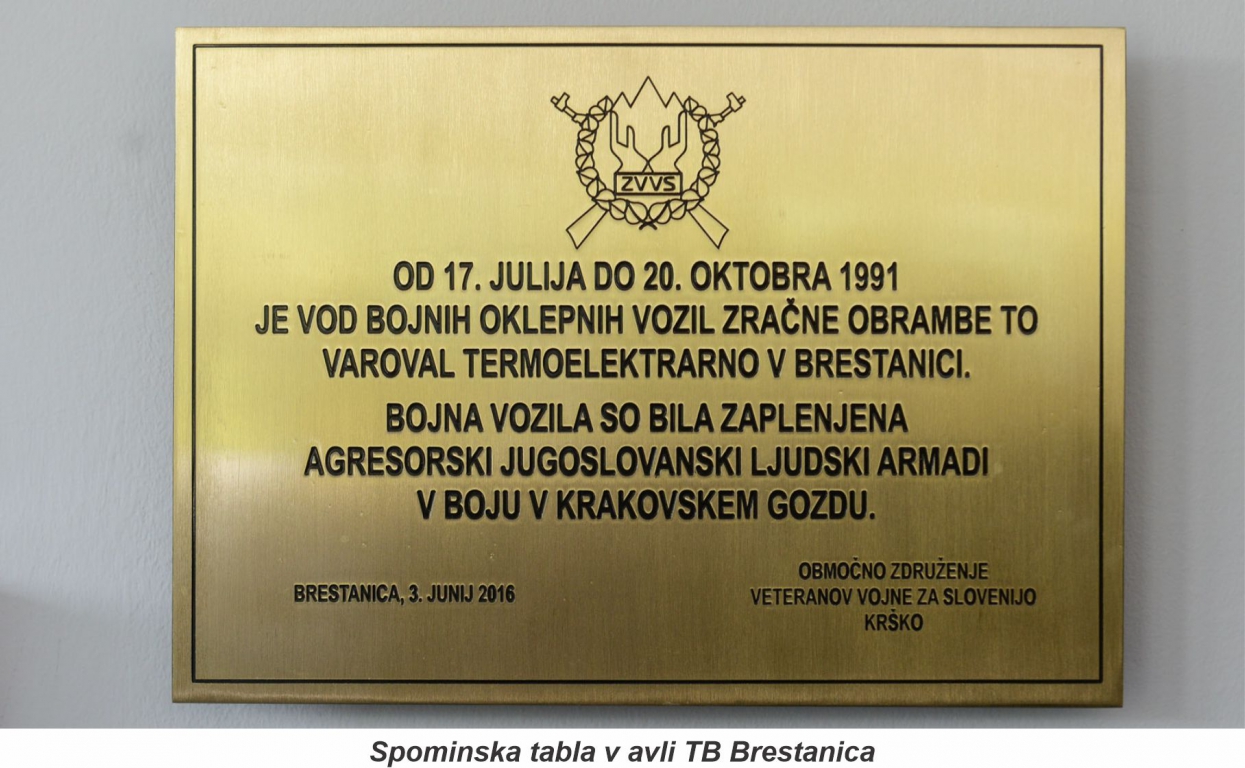 ZVVS
OD 17. JULIJA DO 20. OKTOBRA 1991
JE VOD BOJNIH OKLEPNIH VOZIL ZRAČNE OBRAMBE TO
VAROVAL TERMOELEKTRARNO V BRESTANICI.
BOJNA VOZILA SO BILA ZAPLENJENA
AGRESORSKI JUGOSLOVANSKI LJUDSKI ARMADI
V BOJU V KRAKOVSKEM GOZDU.
BRESTANICA, 3. JUNIJ 2016
OBMOČNO ZDRUŽENJE
VETERANOV VOJNE ZA SLOVENIJO
KRŠKO
Spominska tabla v avli TB Brestanica